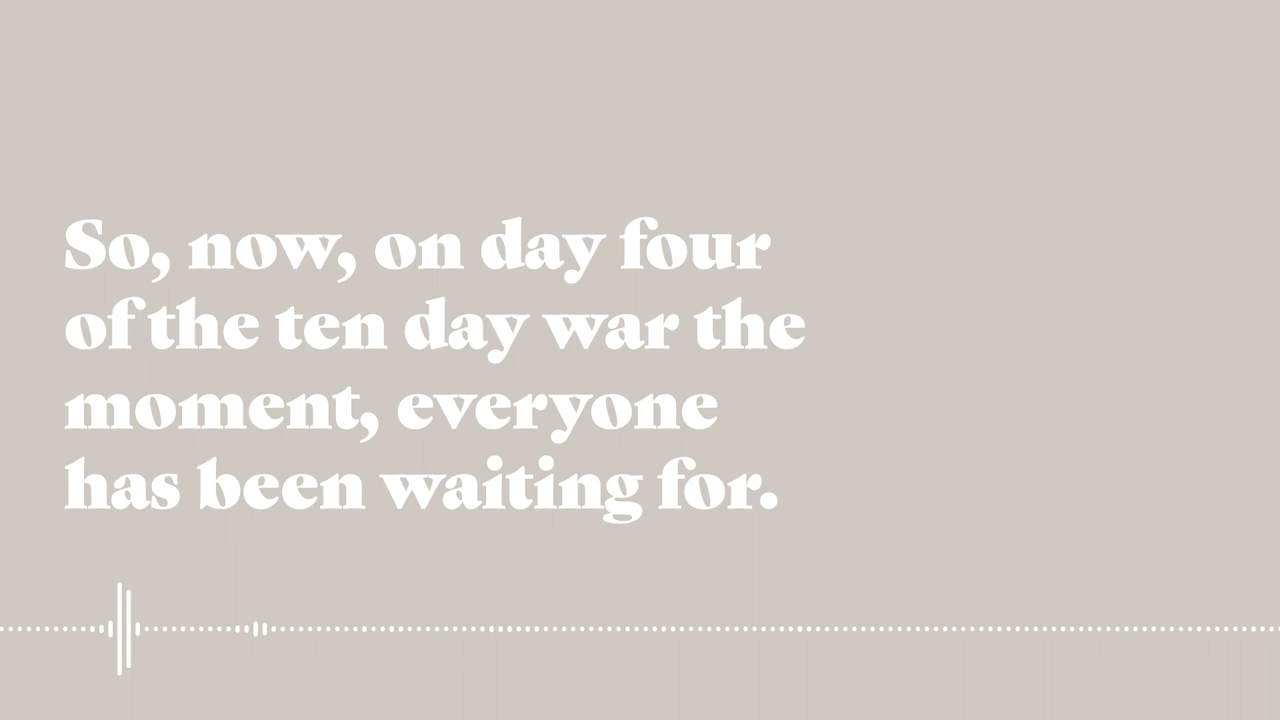 So, now, on day four
of the ten day war the
moment, everyone
has been waiting for.